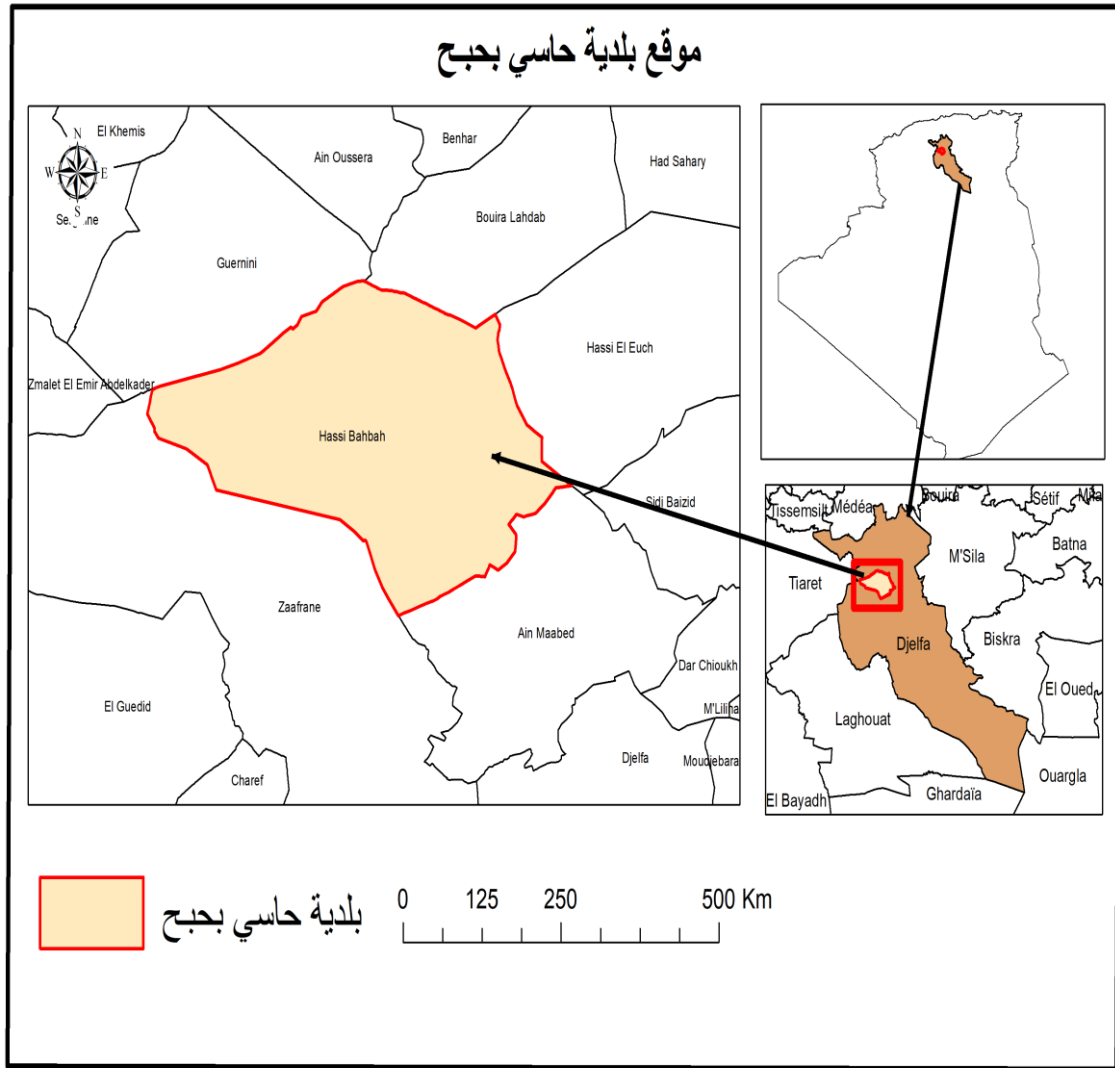 موقع بلدية حاسي بحبح
El Khemis
Benhar
Ain Oussera
Had Sahary
N
W
E
S
Bouira Lahdab
Guernini
Hassi El Euch
Zmalet El Emir Abdelkader
Hassi Bahbah
Sidi Baizid
Zaafrane
Ain Maabed
Dar Chioukh
El Guedid
M'Liliha
Djelfa
Moudjebara
Charef
Bouira
Sétif
Mila
Tissemsilt
Médéa
M'Sila
Batna
Tiaret
Biskra
Djelfa
El Oued
Laghouat
Ouargla
El Bayadh
Ghardaïa
بلدية حاسي بحبح
0 125 250 500 Km